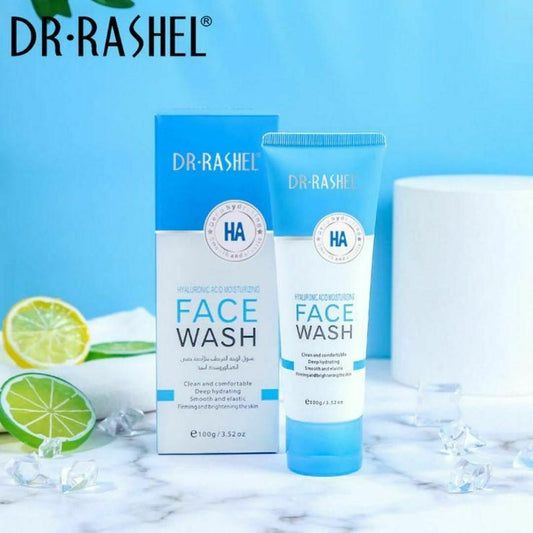 DR·RASHEL®
DR·RASHEL®
HA
HYALURONIC ACID MOISTURIZING
FACE
WASH
Clean and comfortable
Deep hydrating
Smooth and elastic
Firming and brightening the skin
℮100g/3.52 oz
DR·RASHEL®
HA
HYALURONIC ACID MOISTURIZING
FACE
WASH
Clean and comfortable
Deep hydrating
Smooth and elastic
Firming and brightening the skin
℮100g/3.52 oz